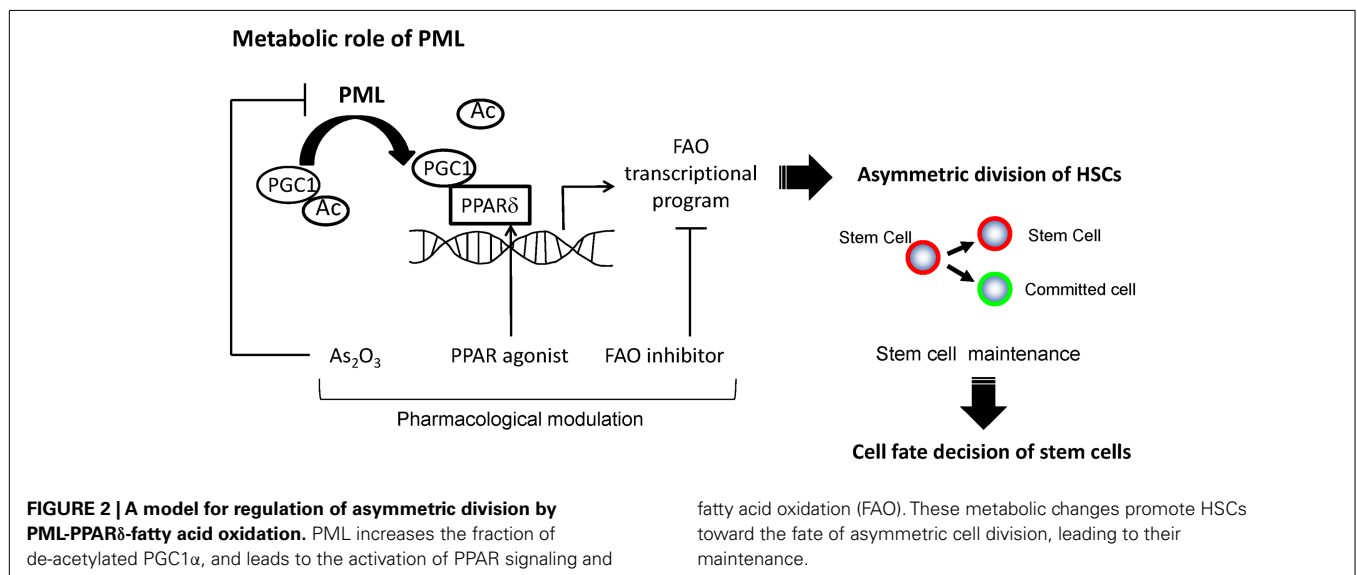 Metabolic role of PML
PML
Ac
PGC1
Ac
PGC1
PPARδ
FAO
transcriptional
program
Asymmetric division of HSCs
Stem Cell
Stem Cell
Committed cell
As₂O₃
PPAR agonist
FAO inhibitor
Pharmacological modulation
Stem cell maintenance
Cell fate decision of stem cells
FIGURE 2 | A model for regulation of asymmetric division by
PML-PPARδ-fatty acid oxidation. PML increases the fraction of
de-acetylated PGC1α, and leads to the activation of PPAR signaling and
fatty acid oxidation (FAO). These metabolic changes promote HSCs
toward the fate of asymmetric cell division, leading to their
maintenance.